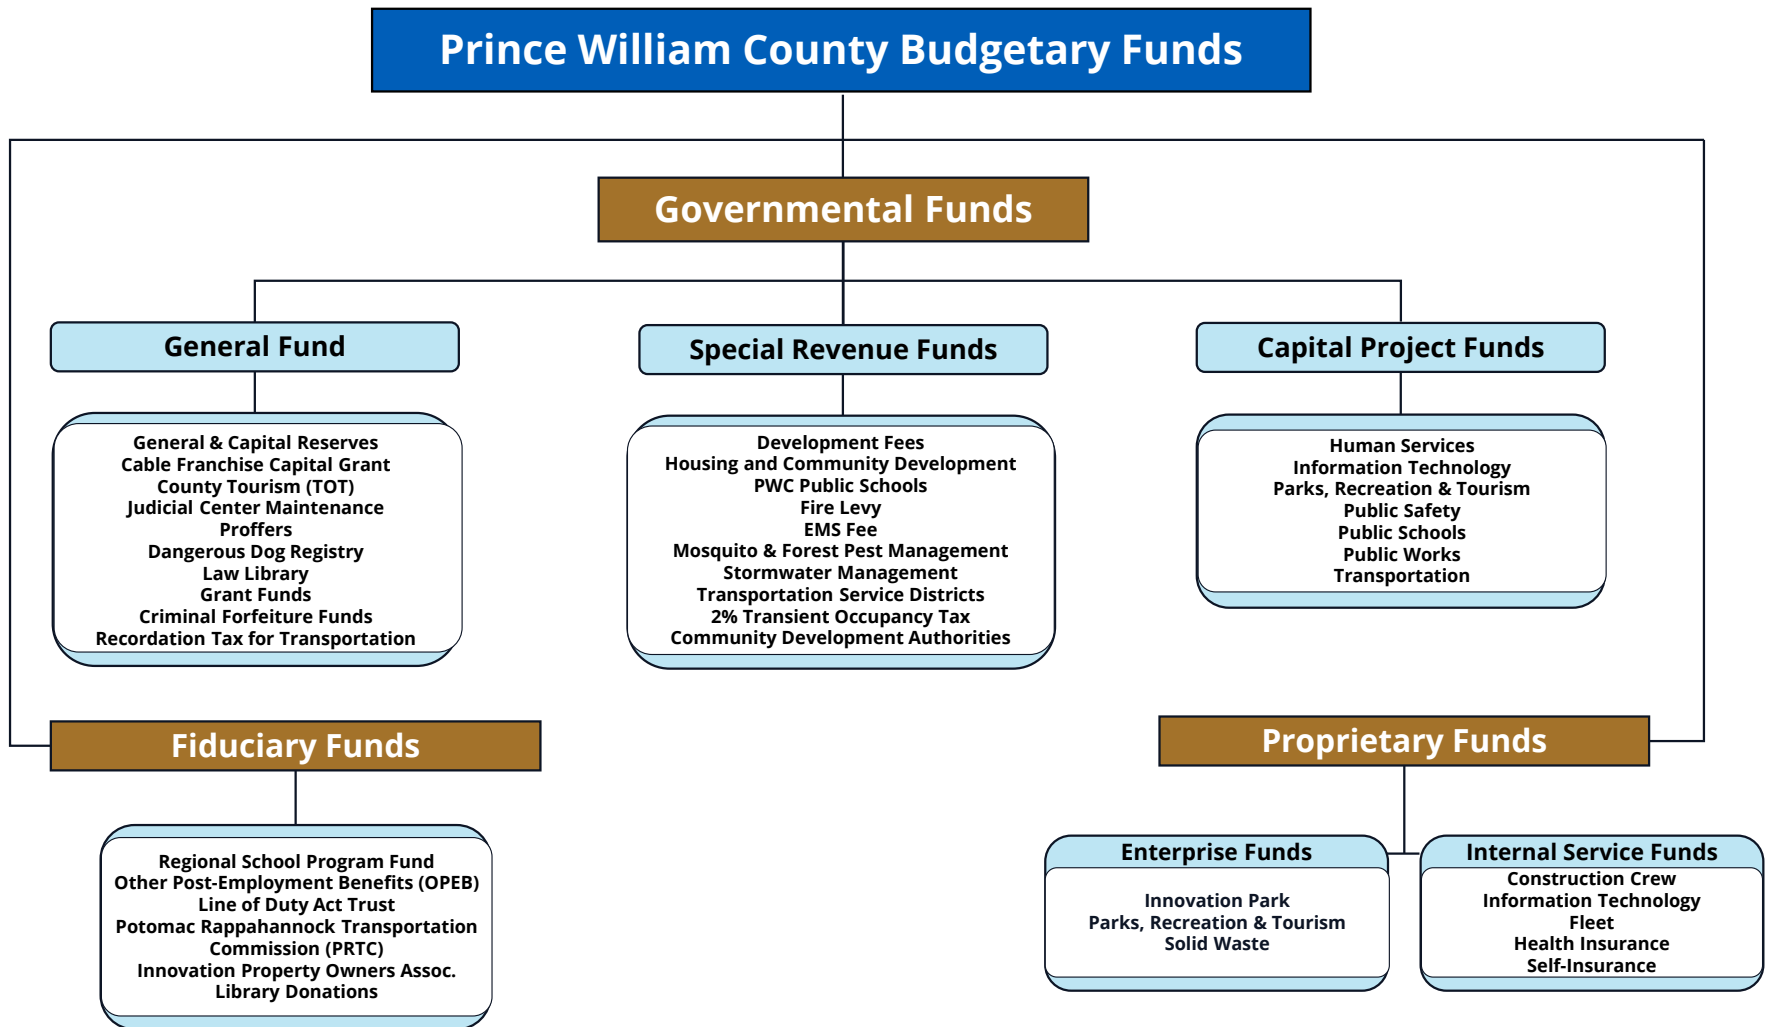 Prince William County Budgetary Funds
Governmental Funds
General Fund
General & Capital Reserves
Cable Franchise Capital Grant
County Tourism (TOT)
Judicial Center Maintenance
Proffers
Dangerous Dog Registry
Law Library
Grant Funds
Criminal Forfeiture Funds
Recordation Tax for Transportation
Special Revenue Funds
Development Fees
Housing and Community Development
PWC Public Schools
Fire Levy
EMS Fee
Mosquito & Forest Pest Management
Stormwater Management
Transportation Service Districts
2% Transient Occupancy Tax
Community Development Authorities
Capital Project Funds
Human Services
Information Technology
Parks, Recreation & Tourism
Public Safety
Public Schools
Public Works
Transportation
Fiduciary Funds
Regional School Program Fund
Other Post-Employment Benefits (OPEB)
Line of Duty Act Trust
Potomac Rappahannock Transportation
Commission (PRTC)
Innovation Property Owners Assoc.
Library Donations
Proprietary Funds
Enterprise Funds
Innovation Park
Parks, Recreation & Tourism
Solid Waste
Internal Service Funds
Construction Crew
Information Technology
Fleet
Health Insurance
Self-Insurance